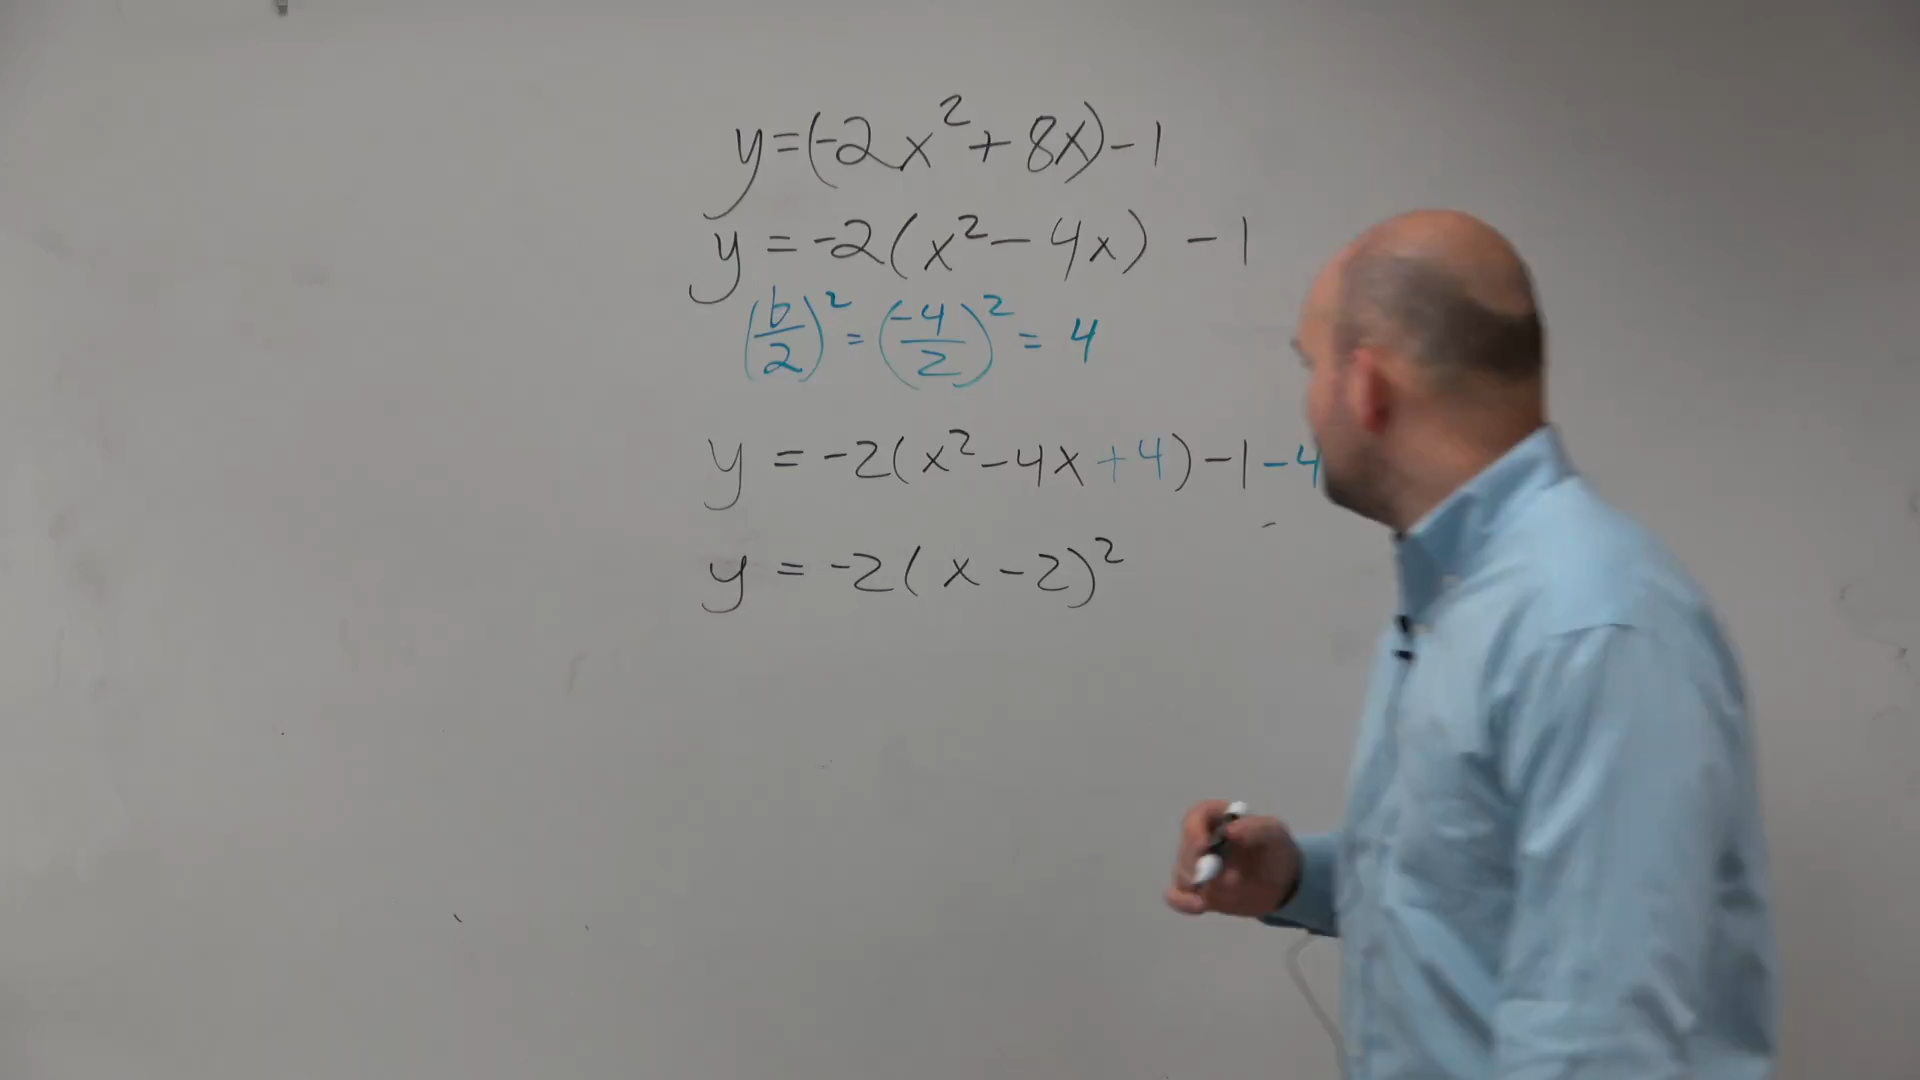 y=(-2x²+8x)-1
y = -2(x²-4x) -1
(b/2)² = (-4/2)² = 4
y = -2(x²-4x+4)-1-4
y = -2(x-2)²